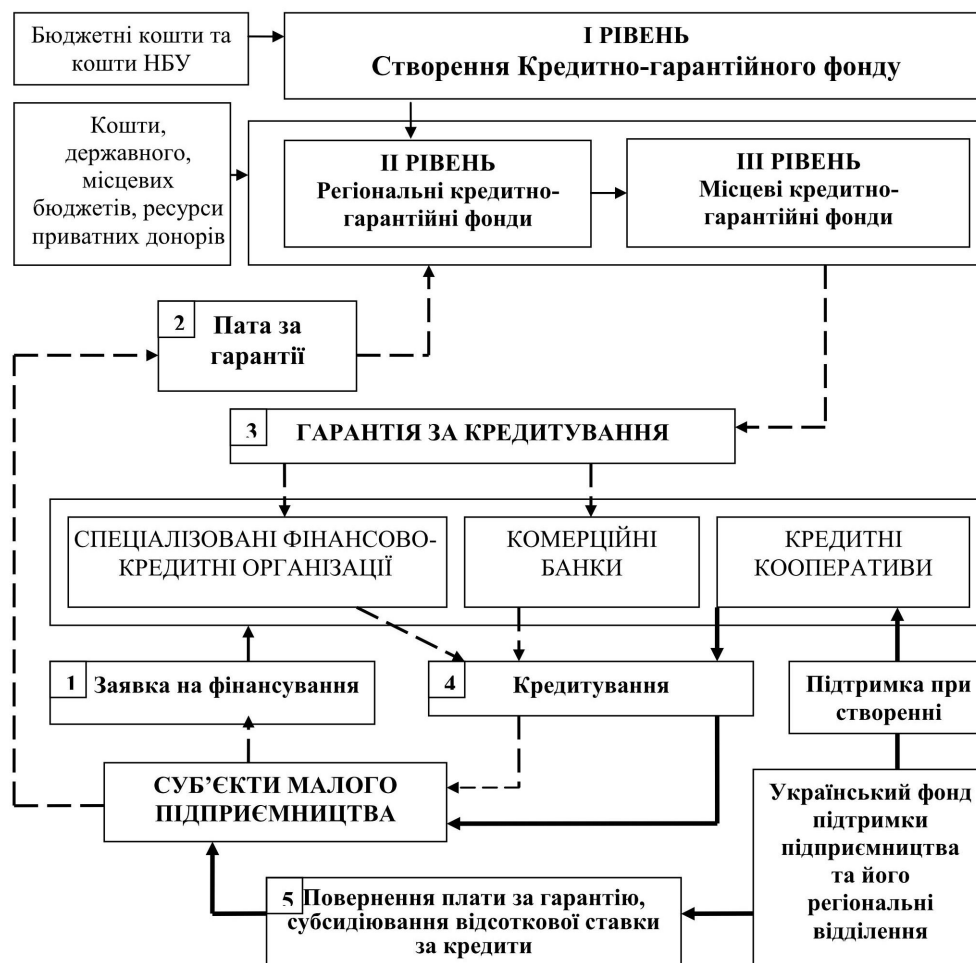 Бюджетні кошти та
кошти НБУ
І РІВЕНЬ
Створення Кредитно-гарантійного фонду
Кошти,
державного,
місцевих
бюджетів, ресурси
приватних донорів
ІІ РІВЕНЬ
Регіональні кредитно-
гарантійні фонди
ІІІ РІВЕНЬ
Місцеві кредитно-
гарантійні фонди
2
Пата за
гарантії
3
ГАРАНТІЯ ЗА КРЕДИТУВАННЯ
СПЕЦІАЛІЗОВАНІ ФІНАНСОВО-
КРЕДИТНІ ОРГАНІЗАЦІЇ
КОМЕРЦІЙНІ
БАНКИ
КРЕДИТНІ
КООПЕРАТИВИ
1
Заявка на фінансування
4
Кредитування
Підтримка при
створенні
СУБ’ЄКТИ МАЛОГО
ПІДПРИЄМНИЦТВА
Український фонд
підтримки
підприємництва
та його
регіональні
відділення
5
Повернення плати за гарантію,
субсидіювання відсоткової ставки
за кредити